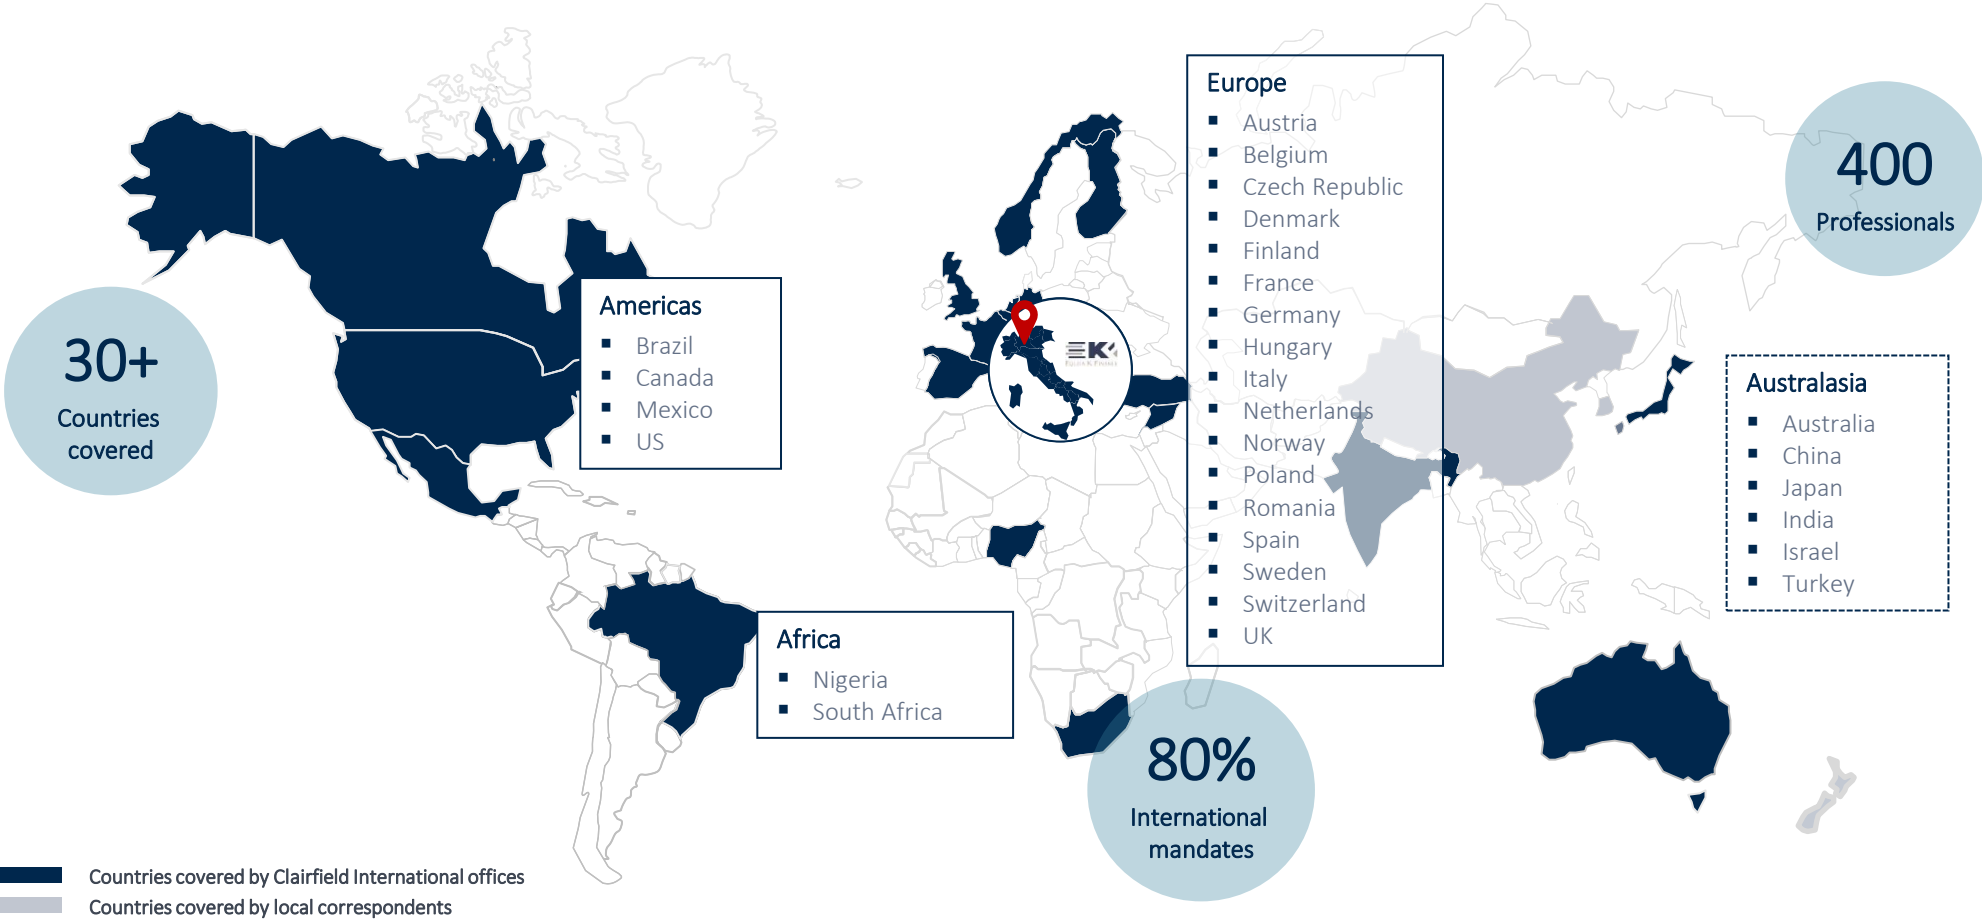 Europe
Austria
Belgium
Czech Republic
Denmark
Finland
France
Germany
Hungary
Italy
Netherlands
Norway
Poland
Romania
Spain
Sweden
Switzerland
UK
400
Professionals
Americas
Brazil
Canada
Mexico
US
30+
Countries
covered
EK
Australasia
Australia
China
Japan
India
Israel
Turkey
Africa
Nigeria
South Africa
80%
International
mandates
Countries covered by Clairfield International offices
Countries covered by local correspondents